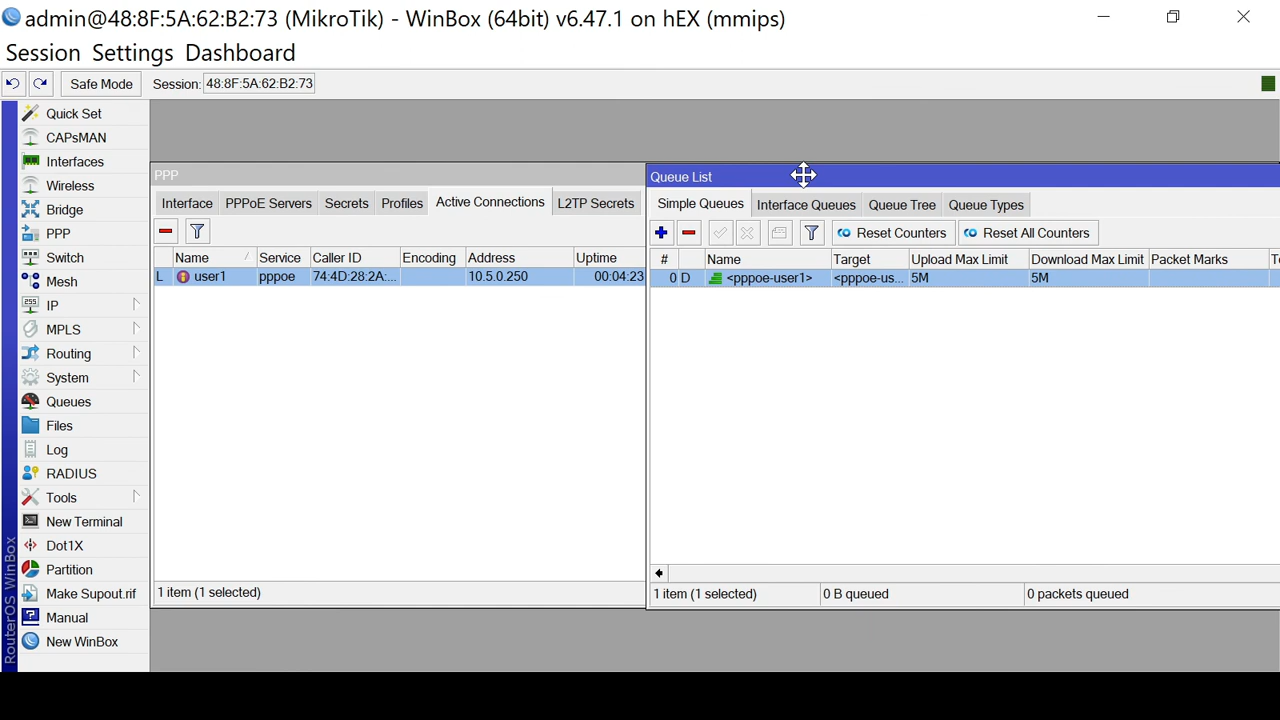 admin@48:8F:5A:62:B2:73 (MikroTik) - WinBox (64bit) v6.47.1 on hEX (mmips)
Session Settings Dashboard
Safe Mode Session: 48:8F:5A:62:B2:73
Quick Set
CAPsMAN
Interfaces
Wireless
Bridge
PPP
Switch
Mesh
IP
MPLS
Routing
System
Queues
Files
Log
RADIUS
Tools
New Terminal
Dot1X
Partition
Make Supout.rif
Manual
New WinBox
RouterOS WinBox
PPP
Interface PPPoE Servers Secrets Profiles Active Connections L2TP Secrets
Name Service Caller ID Encoding Address Uptime
L user1 pppoe 74:4D:28:2A:... 10.5.0.250 00:04:23
1 item (1 selected)
Queue List
Simple Queues Interface Queues Queue Tree Queue Types
Reset Counters Reset All Counters
# Name Target Upload Max Limit Download Max Limit Packet Marks
0 D <pppoe-user1> <pppoe-us... 5M 5M
1 item (1 selected) 0 B queued 0 packets queued